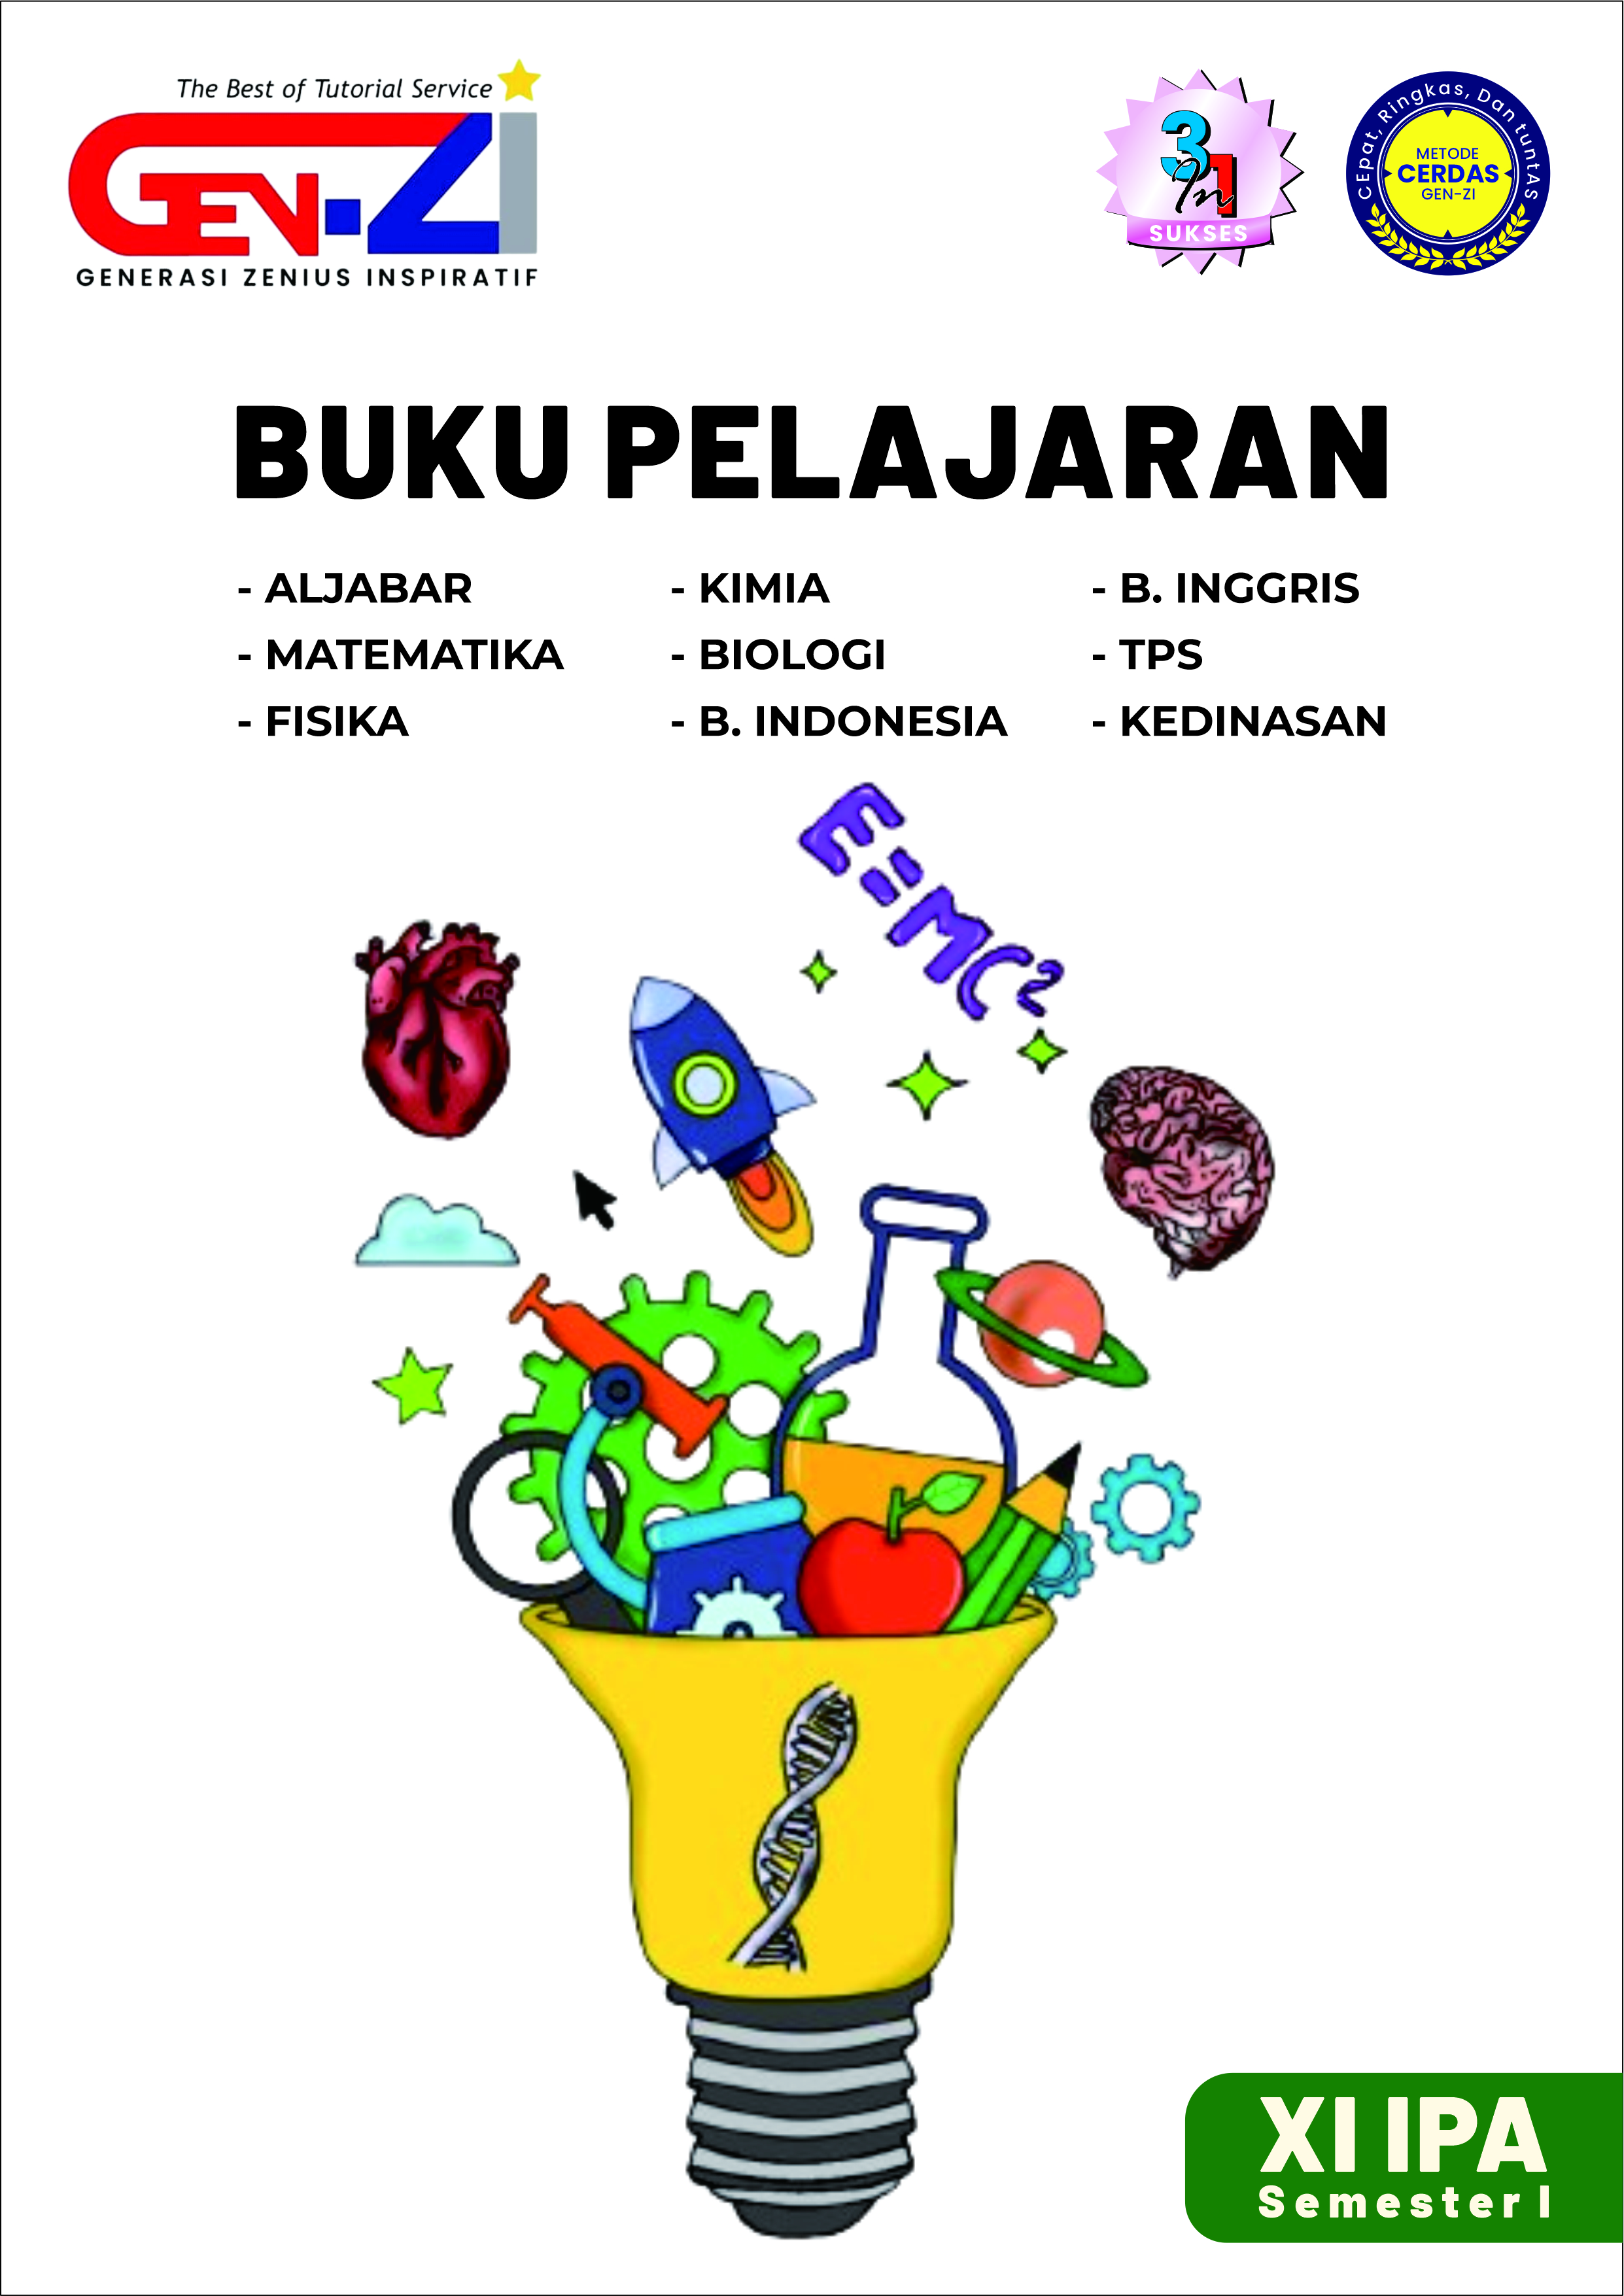 The Best of Tutorial Service
GEN-ZI
GENERASI ZENIUS INSPIRATIF
3 In 1
SUKSES
CEpat, Ringkas, Dan tuntAS
METODE
CERDAS
GEN-ZI
BUKU PELAJARAN
- ALJABAR
- MATEMATIKA
- FISIKA
- KIMIA
- BIOLOGI
- B. INDONESIA
- B. INGGRIS
- TPS
- KEDINASAN
E=MC²
XI IPA
Semester I